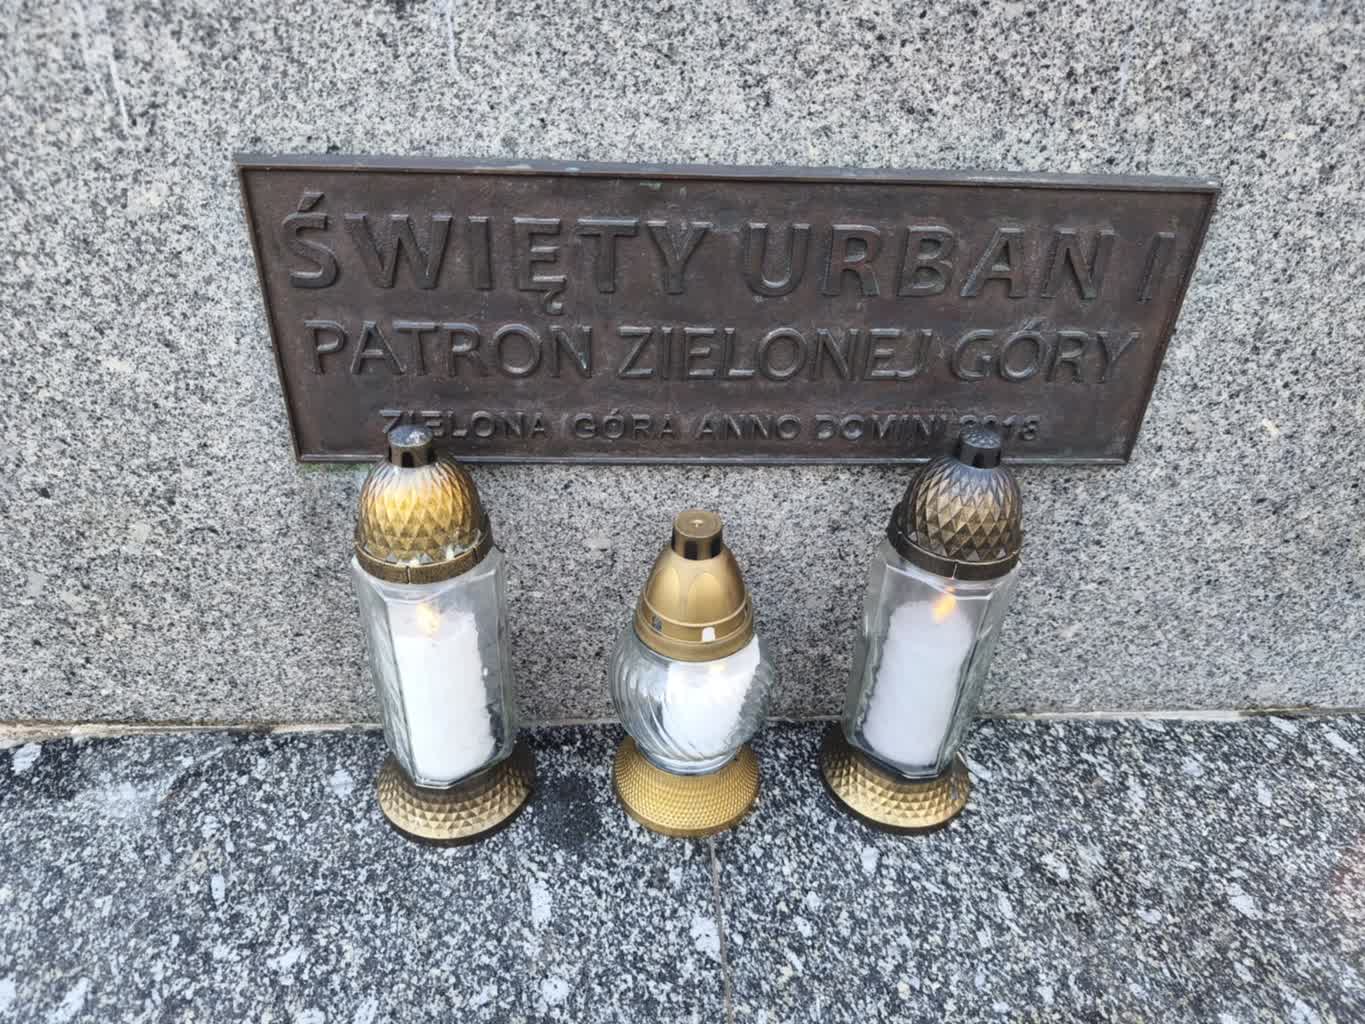 ŚWIĘTY URBAN I
PATRON ZIELONEJ GÓRY
ZIELONA GÓRA ANNO DOMINI 2018